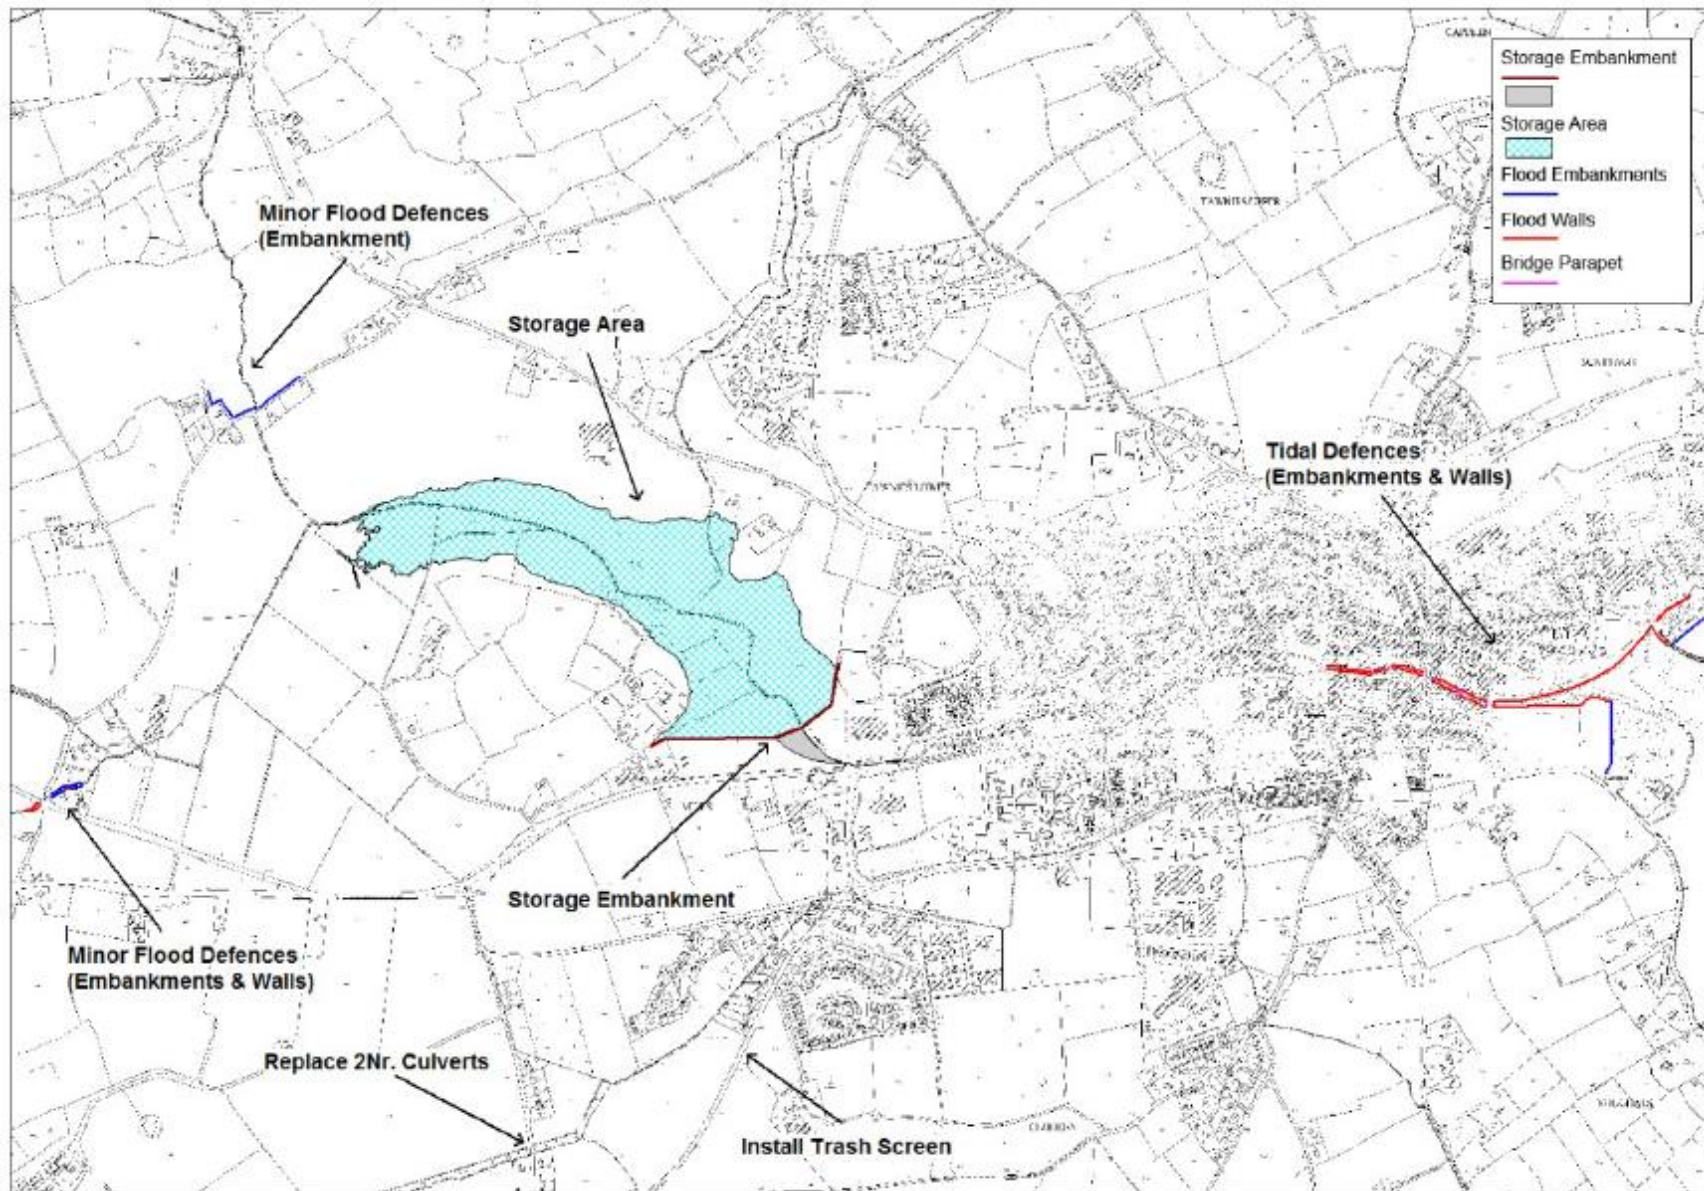 Storage Embankment
Storage Area
Flood Embankments
Flood Walls
Bridge Parapet
Minor Flood Defences
(Embankment)
Storage Area
Tidal Defences
(Embankments & Walls)
Storage Embankment
Minor Flood Defences
(Embankments & Walls)
Replace 2Nr. Culverts
Install Trash Screen